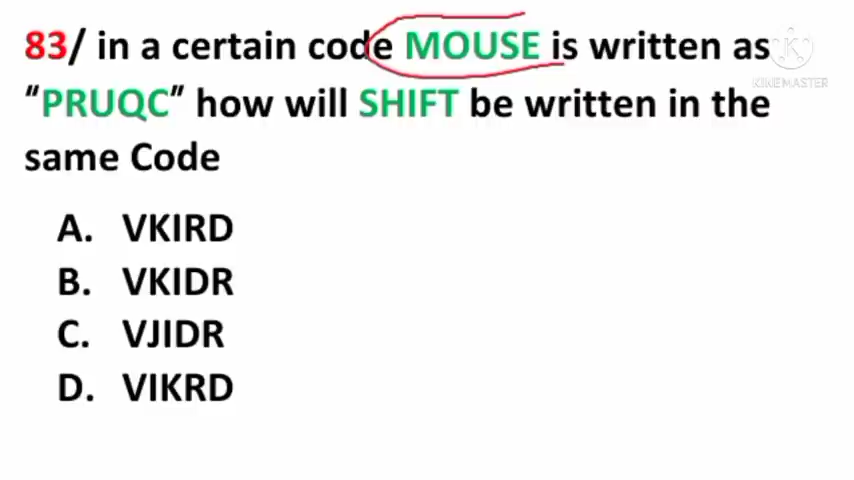 83/ in a certain code MOUSE is written as
"PRUQC" how will SHIFT be written in the
same Code
A. VKIRD
B. VKIDR
C. VJIDR
D. VIKRD
KINEMASTER